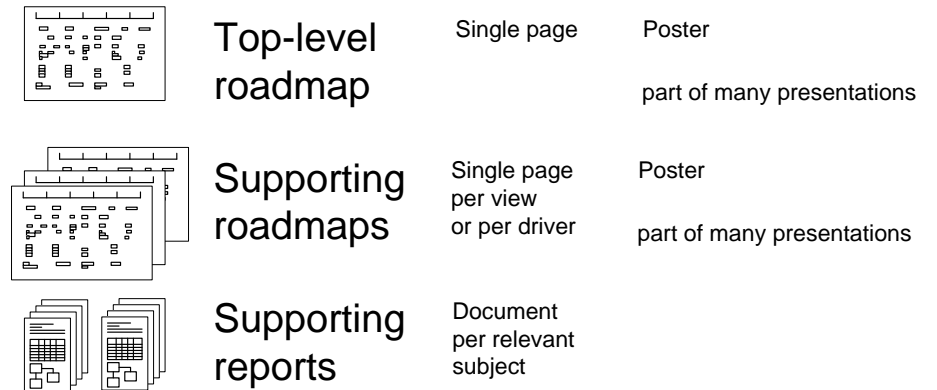 Top-level
roadmap
Single page
Poster
part of many presentations
Supporting
roadmaps
Single page
per view
or per driver
Poster
part of many presentations
Supporting
reports
Document
per relevant
subject